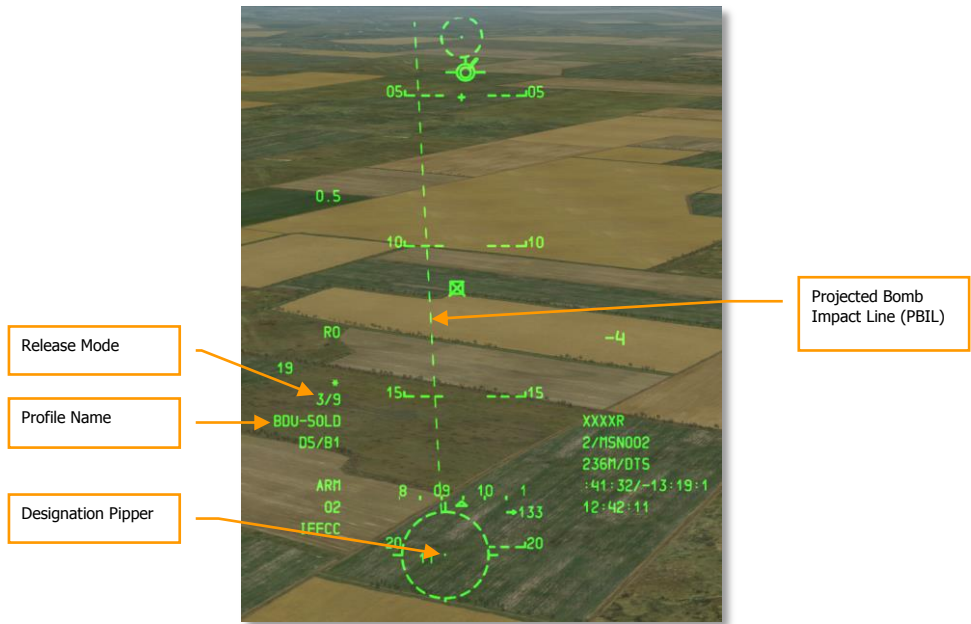 05 05
0.5
10 10
Projected Bomb
Impact Line (PBIL)
R0
-4
Release Mode
19
*
3/9
15 15
Profile Name
BDU-50LD
D5/B1
XXXXR
2/MSN002
236M/DTS
:41:32/-13:19:1
12:42:11
ARM
8 . 09 . 10 . 1
→133
02
Designation Pipper
IFFCC
20 20